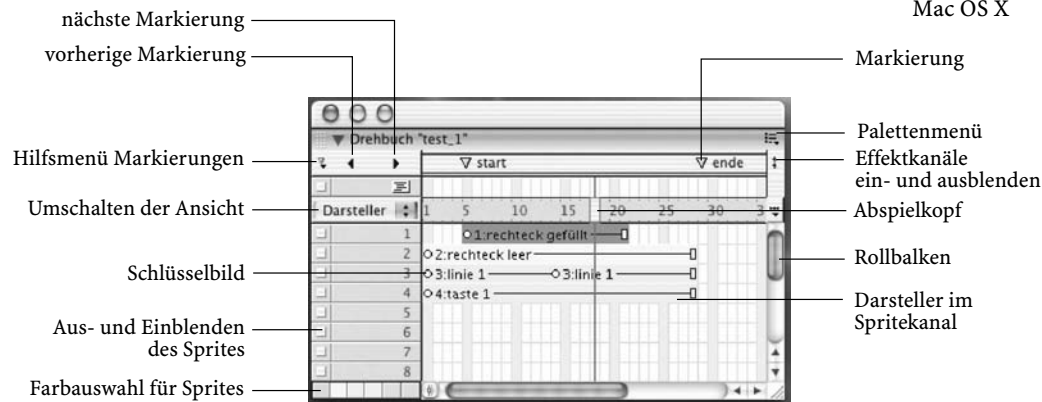 Mac OS X
nächste Markierung
vorherige Markierung
Markierung
Drehbuch "test_1"
Palettenmenü
Hilfsmenü Markierungen
start
ende
Effektkanäle
ein- und ausblenden
Umschalten der Ansicht
Darsteller
1 5 10 15 20 25 30 3
Abspielkopf
1 1:rechteck gefüllt
2 2:rechteck leer
Rollbalken
Schlüsselbild
3 3:linie 1 3:linie 1
4 4:taste 1
Darsteller im
Spritekanal
5
Aus- und Einblenden
des Sprites
6
7
8
Farbauswahl für Sprites